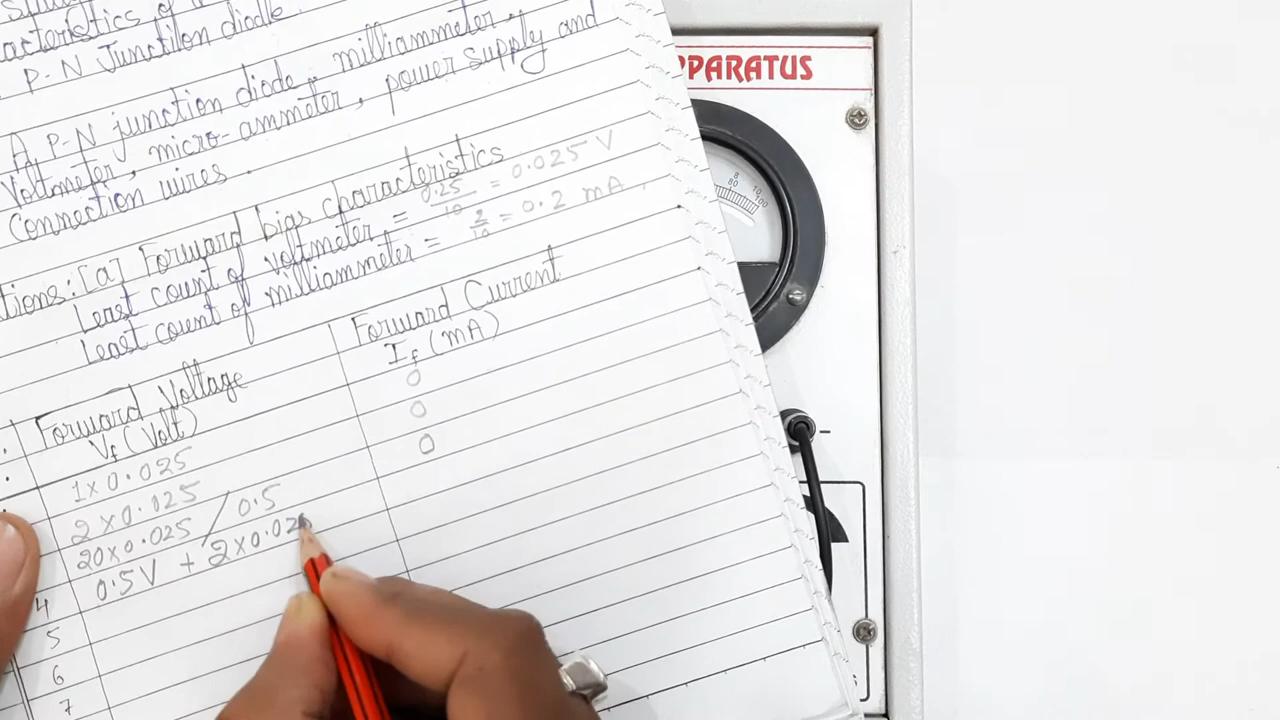 acteristics of
P-N Junction diode.
A P-N junction diode, milliammeter,
Voltmeter, micro-ammeter, power supply and
Connection wires.
tions: [a] Forward bias characteristics
Least count of voltmeter = 0.25/10 = 0.025 V
Least count of milliammeter = 2/10 = 0.2 mA
Forward Voltage Forward Current
Vf (Volt) If (mA)
1 x 0.025 0
2 x 0.025 0
20 x 0.025 / 0.5 0
4 0.5V + 2 x 0.02
5
6
7
PPARATUS
8 10
80 100
−